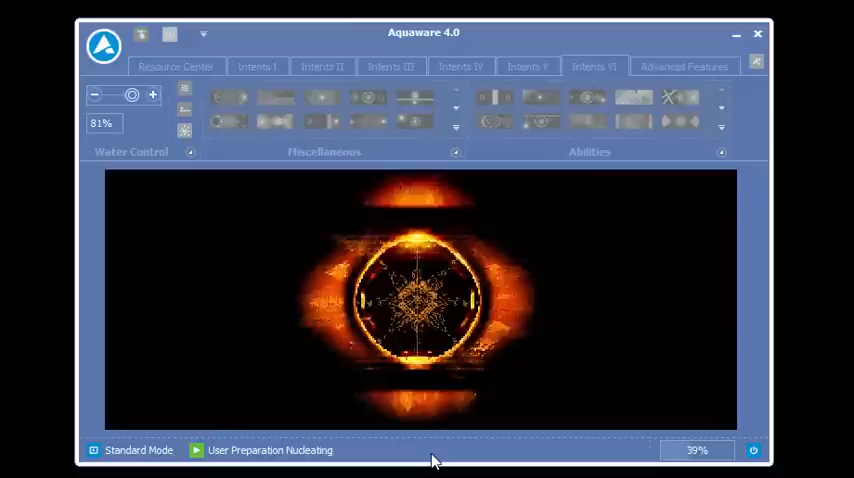 Aquaware 4.0
Resource Center Intents I Intents II Intents III Intents IV Intents V Intents VI Advanced Features
81%
Water Control Miscellaneous Abilities
Standard Mode User Preparation Nucleating 39%